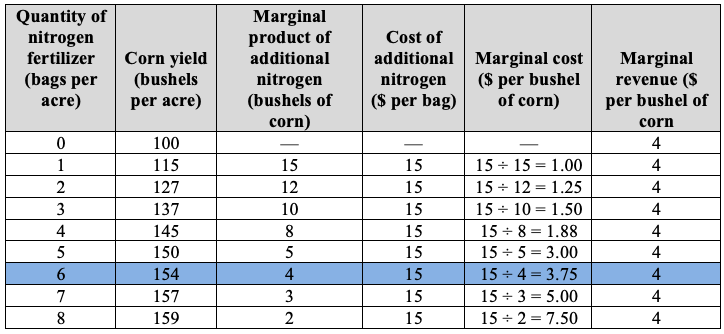 Quantity of nitrogen fertilizer (bags per acre) Corn yield (bushels per acre) Marginal product of additional nitrogen (bushels of corn) Cost of additional nitrogen ($ per bag) Marginal cost ($ per bushel of corn) Marginal revenue ($ per bushel of corn
0 100 — — — 4
1 115 15 15 15 ÷ 15 = 1.00 4
2 127 12 15 15 ÷ 12 = 1.25 4
3 137 10 15 15 ÷ 10 = 1.50 4
4 145 8 15 15 ÷ 8 = 1.88 4
5 150 5 15 15 ÷ 5 = 3.00 4
6 154 4 15 15 ÷ 4 = 3.75 4
7 157 3 15 15 ÷ 3 = 5.00 4
8 159 2 15 15 ÷ 2 = 7.50 4